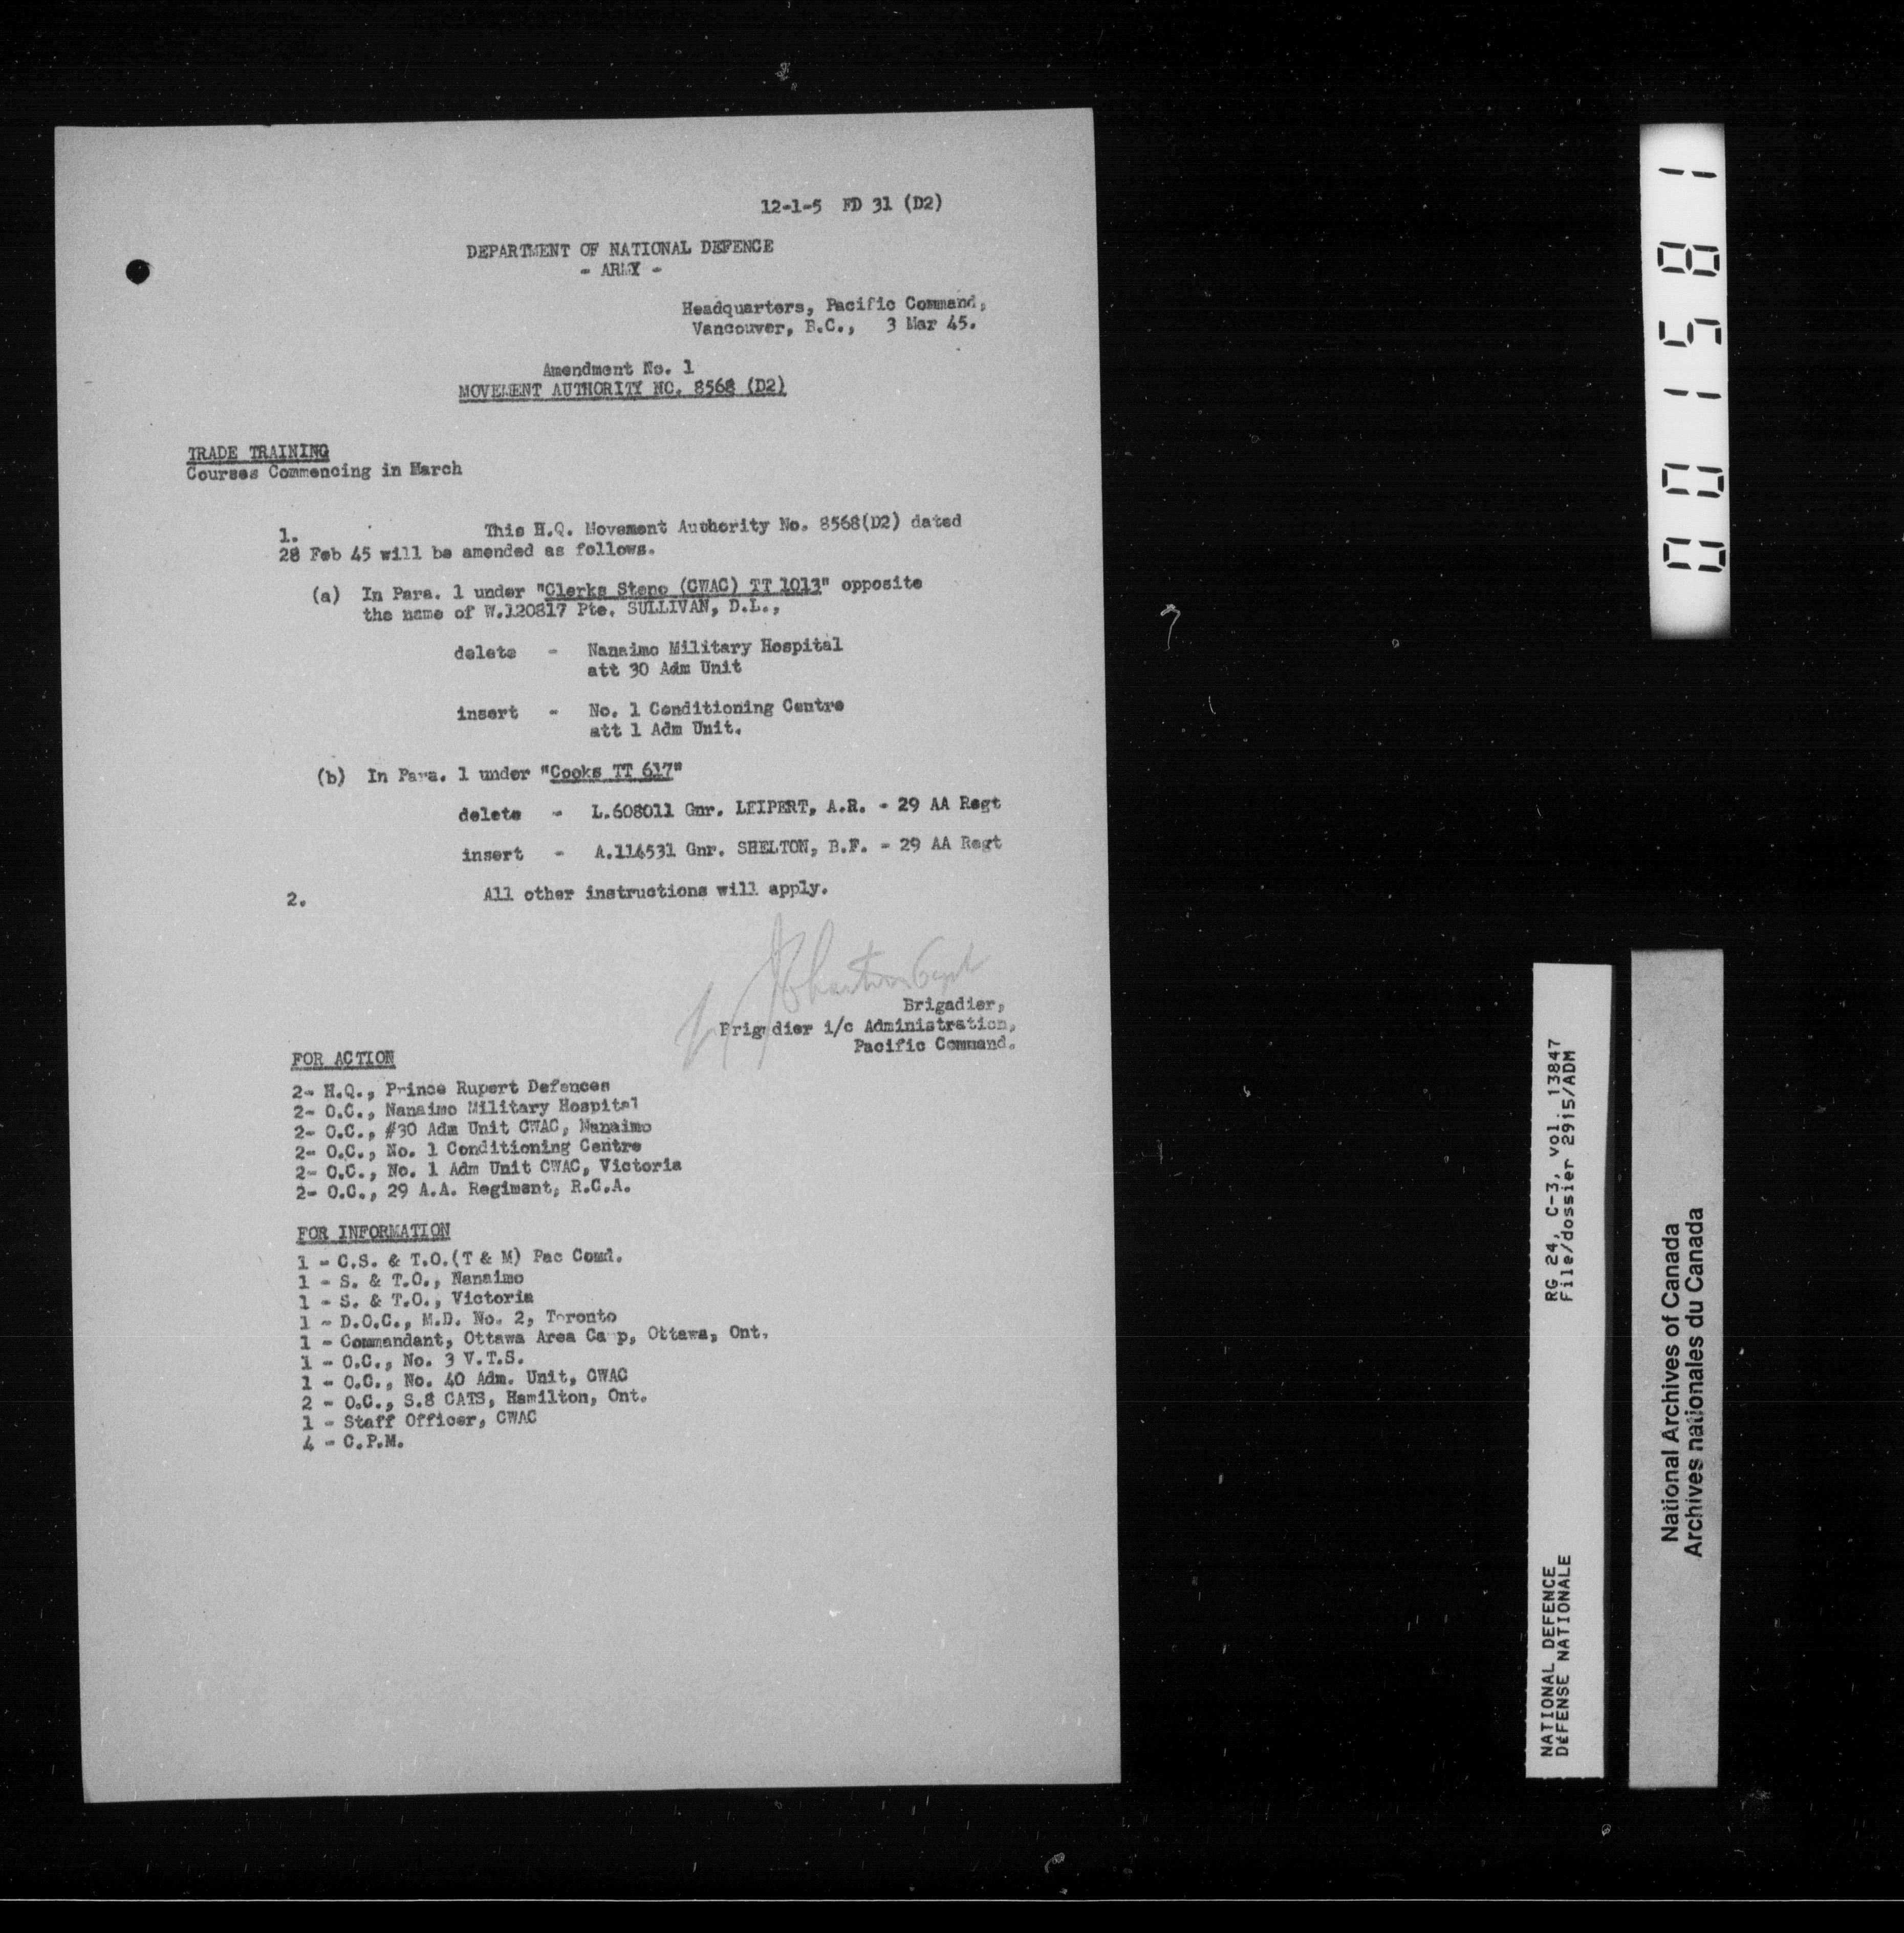 12-1-5 FD 31 (D2)
DEPARTMENT OF NATIONAL DEFENCE
- ARMY -
Headquarters, Pacific Command,
Vancouver, B.C., 3 Mar 45.
Amendment No. 1
MOVEMENT AUTHORITY NO. 8568 (D2)
TRADE TRAINING
Courses Commencing in March
1. This H.Q. Movement Authority No. 8568(D2) dated
28 Feb 45 will be amended as follows.
(a) In Para. 1 under "Clerks Steno (CWAC) TT 1013" opposite
the name of W.120817 Pte. SULLIVAN, D.L.,
delete - Nanaimo Military Hospital
att 30 Adm Unit
insert - No. 1 Conditioning Centre
att 1 Adm Unit.
(b) In Para. 1 under "Cooks TT 617"
delete - L.608011 Gnr. LEIPERT, A.R. - 29 AA Regt
insert - A.114531 Gnr. SHELTON, B.F. - 29 AA Regt
2. All other instructions will apply.
Capt
Brigadier,
Brigadier i/c Administration,
Pacific Command.
FOR ACTION
2- H.Q., Prince Rupert Defences
2- O.C., Nanaimo Military Hospital
2- O.C., #30 Adm Unit CWAC, Nanaimo
2- O.C., No. 1 Conditioning Centre
2- O.C., No. 1 Adm Unit CWAC, Victoria
2- O.C., 29 A.A. Regiment, R.C.A.
FOR INFORMATION
1 - C.S. & T.O.(T & M) Pac Comd.
1 - S. & T.O., Nanaimo
1 - S. & T.O., Victoria
1 - D.O.C., M.D. No. 2, Toronto
1 - Commandant, Ottawa Area Ca p, Ottawa, Ont.
1 - O.C., No. 3 V.T.S.
1 - O.C., No. 40 Adm. Unit, CWAC
2 - O.C., S.8 CATS, Hamilton, Ont.
1 - Staff Officer, CWAC
4 - C.P.M.
001581
RG 24, C-3, vol. 13847
File/dossier 2915/ADM
NATIONAL DEFENCE
DÉFENSE NATIONALE
National Archives of Canada
Archives nationales du Canada